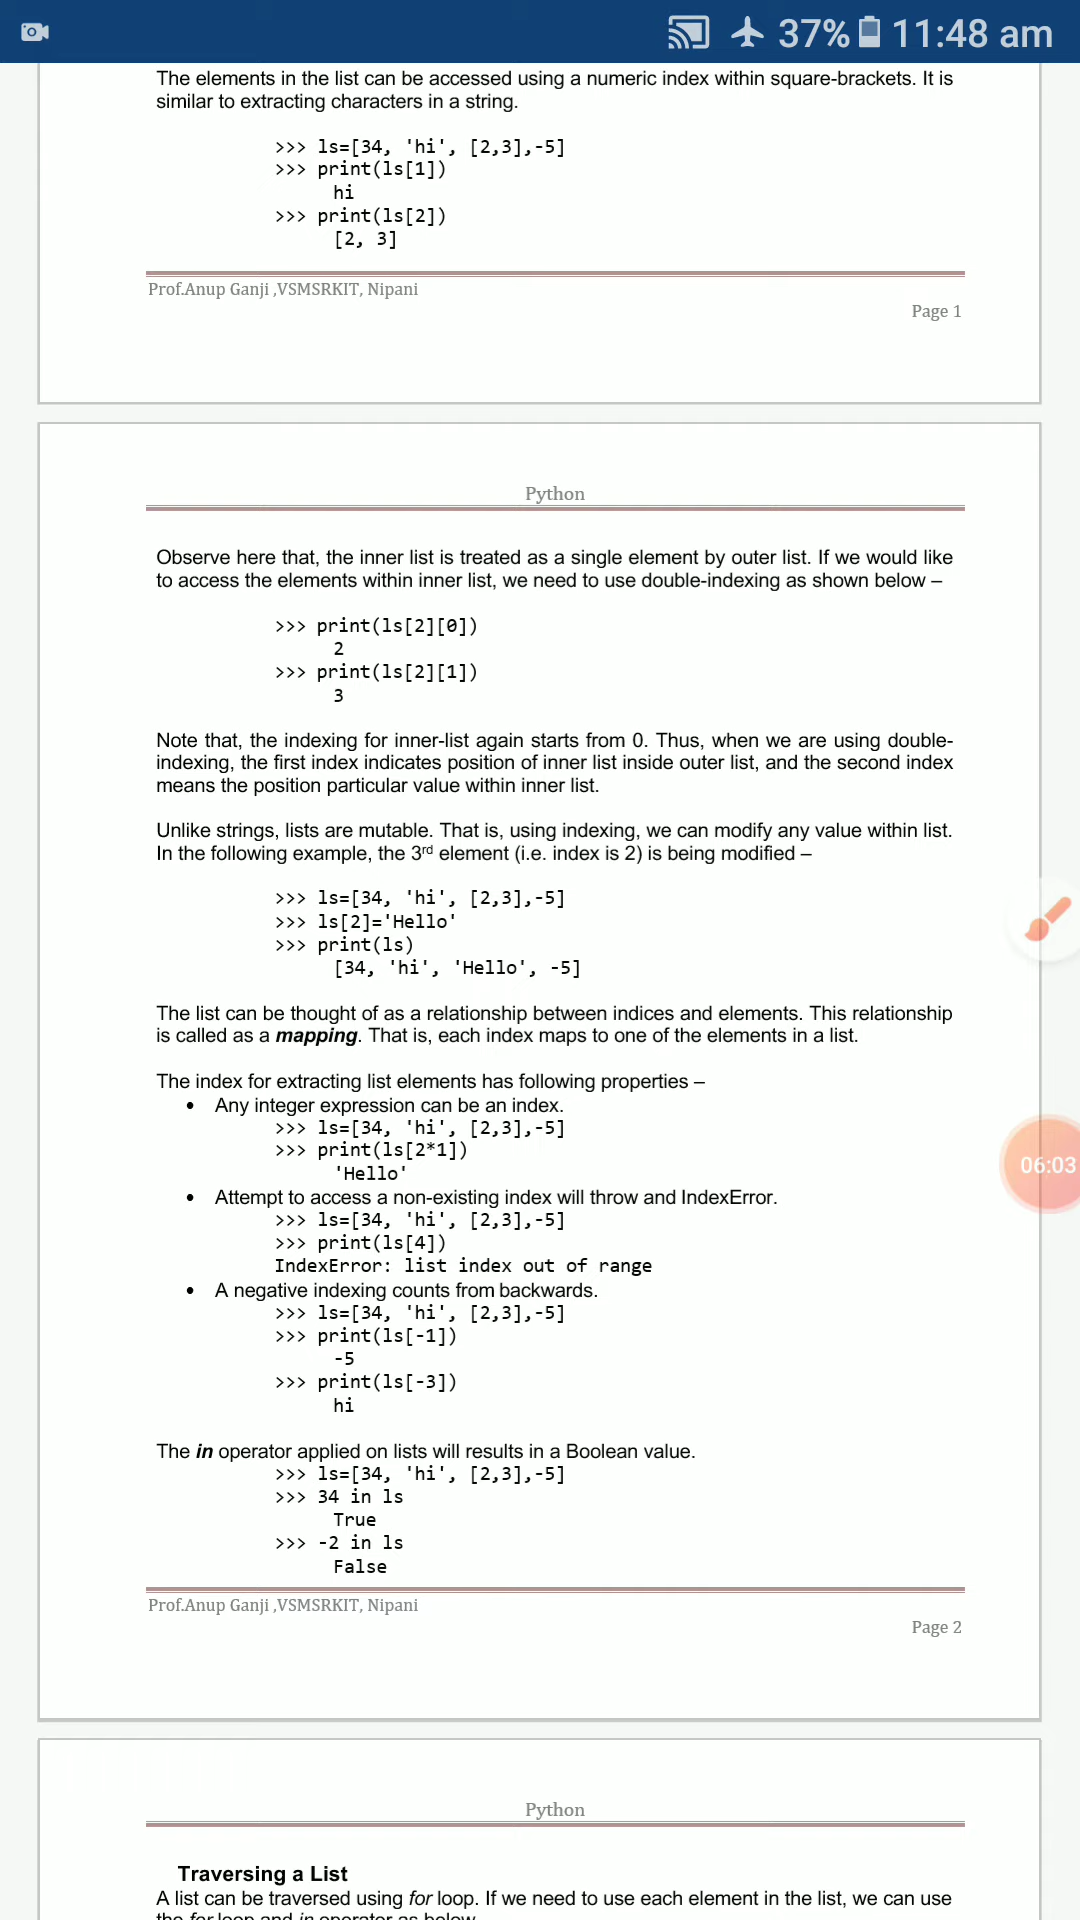 37% 11:48 am
The elements in the list can be accessed using a numeric index within square-brackets. It is
similar to extracting characters in a string.
>>> ls=[34, 'hi', [2,3],-5]
>>> print(ls[1])
hi
>>> print(ls[2])
[2, 3]
Prof.Anup Ganji ,VSMSRKIT, Nipani
Page 1
Python
Observe here that, the inner list is treated as a single element by outer list. If we would like
to access the elements within inner list, we need to use double-indexing as shown below –
>>> print(ls[2][0])
2
>>> print(ls[2][1])
3
Note that, the indexing for inner-list again starts from 0. Thus, when we are using double-
indexing, the first index indicates position of inner list inside outer list, and the second index
means the position particular value within inner list.
Unlike strings, lists are mutable. That is, using indexing, we can modify any value within list.
In the following example, the 3rd element (i.e. index is 2) is being modified –
>>> ls=[34, 'hi', [2,3],-5]
>>> ls[2]='Hello'
>>> print(ls)
[34, 'hi', 'Hello', -5]
The list can be thought of as a relationship between indices and elements. This relationship
is called as a mapping. That is, each index maps to one of the elements in a list.
The index for extracting list elements has following properties –
• Any integer expression can be an index.
>>> ls=[34, 'hi', [2,3],-5]
>>> print(ls[2*1])
'Hello'
06:03
• Attempt to access a non-existing index will throw and IndexError.
>>> ls=[34, 'hi', [2,3],-5]
>>> print(ls[4])
IndexError: list index out of range
• A negative indexing counts from backwards.
>>> ls=[34, 'hi', [2,3],-5]
>>> print(ls[-1])
-5
>>> print(ls[-3])
hi
The in operator applied on lists will results in a Boolean value.
>>> ls=[34, 'hi', [2,3],-5]
>>> 34 in ls
True
>>> -2 in ls
False
Prof.Anup Ganji ,VSMSRKIT, Nipani
Page 2
Python
Traversing a List
A list can be traversed using for loop. If we need to use each element in the list, we can use
the for loop and in operator as below